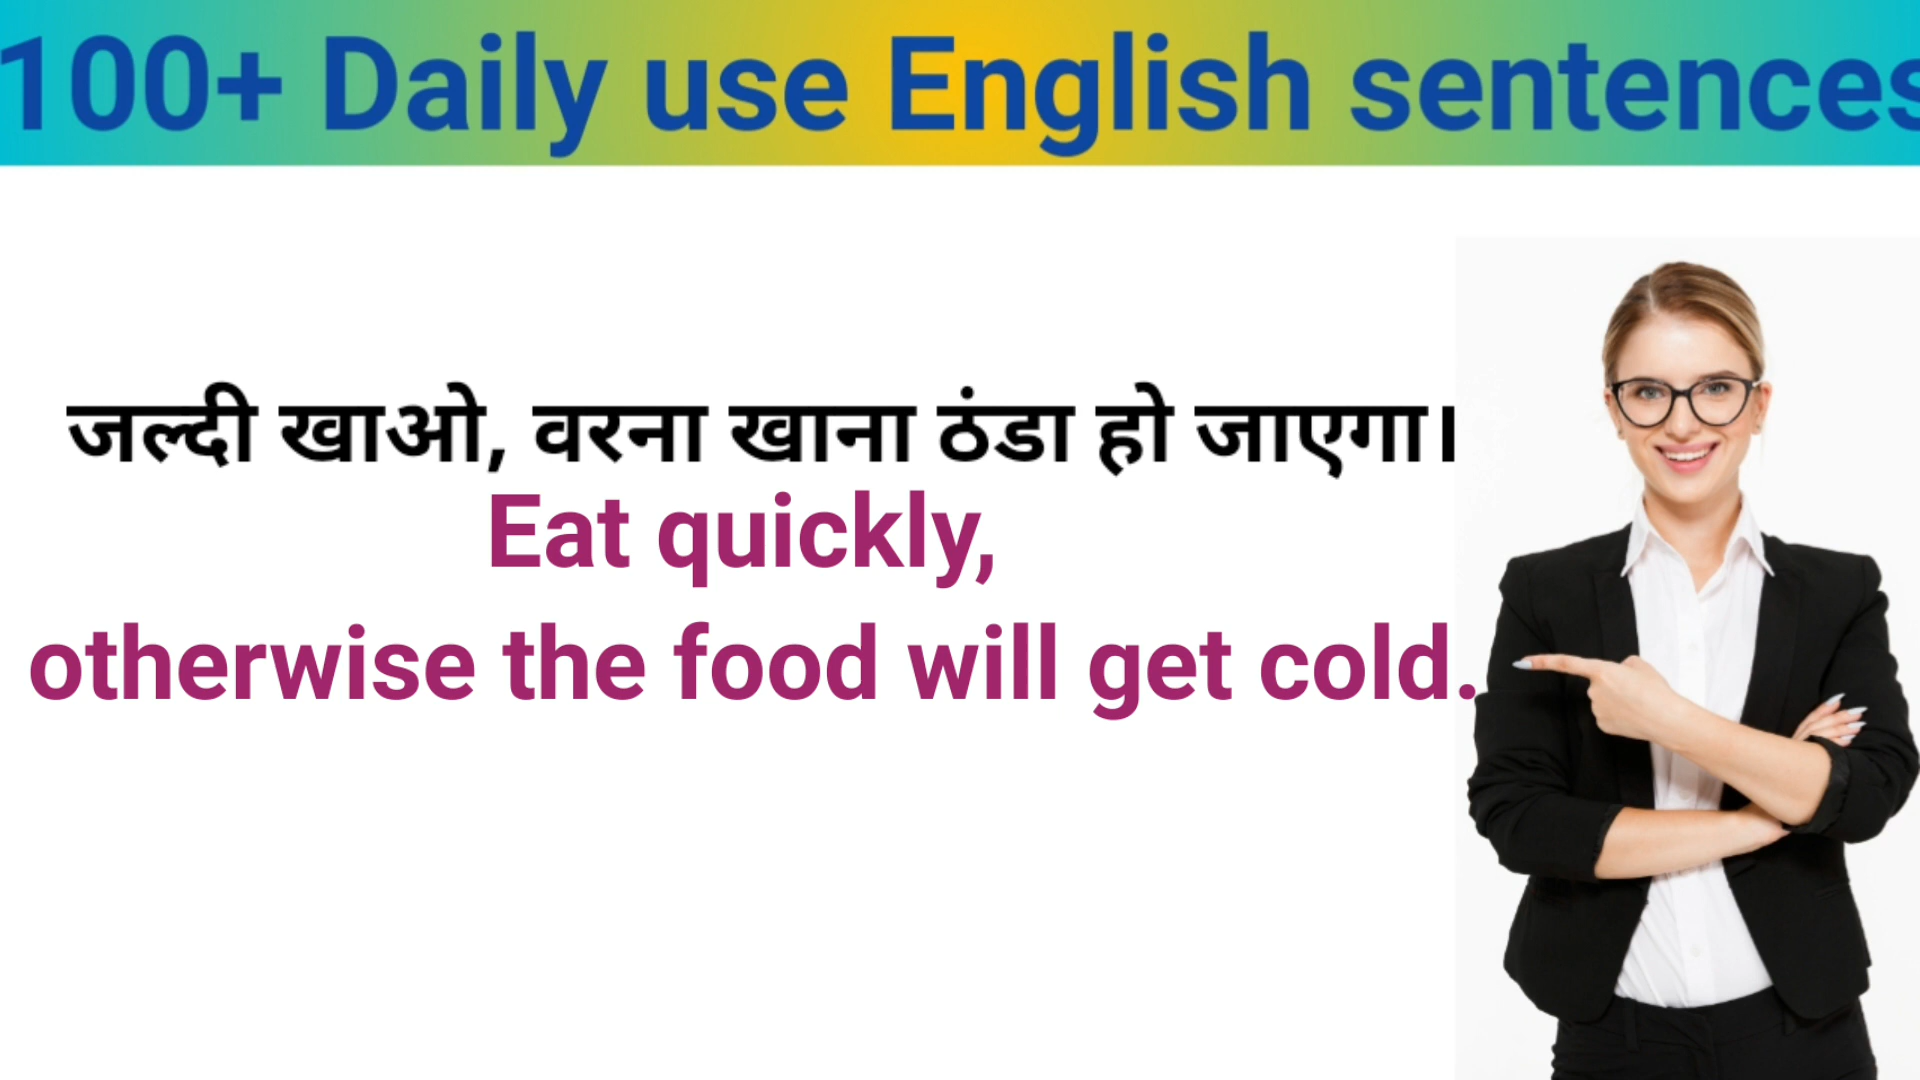 100+ Daily use English sentences
जल्दी खाओ, वरना खाना ठंडा हो जाएगा।
Eat quickly,
otherwise the food will get cold.